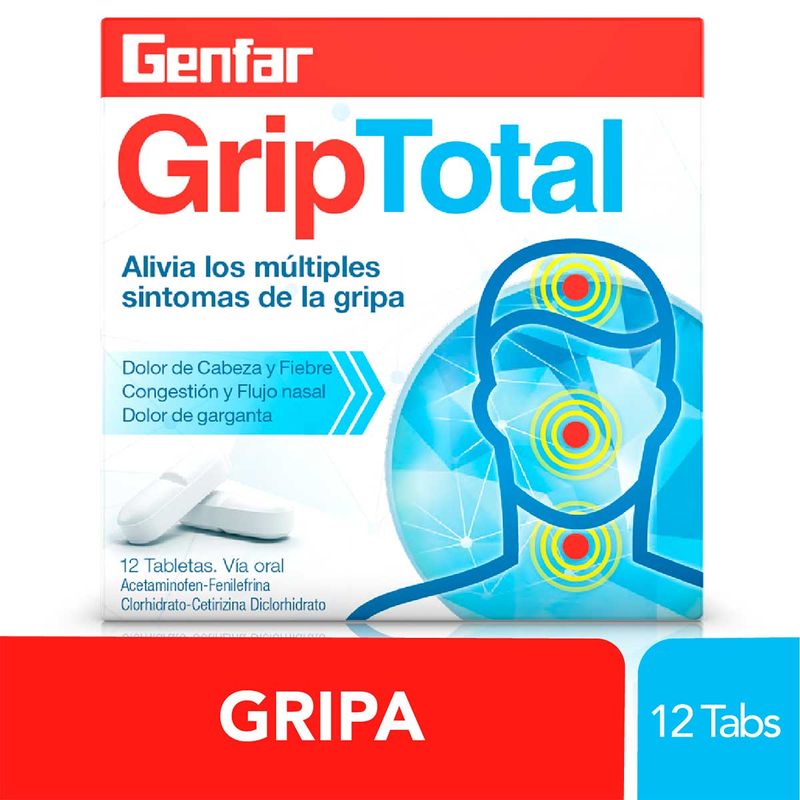 Genfar
GripTotal
Alivia los múltiples
sintomas de la gripa
Dolor de Cabeza y Fiebre
Congestión y Flujo nasal
Dolor de garganta
12 Tabletas. Vía oral
Acetaminofen-Fenilefrina
Clorhidrato-Cetirizina Diclorhidrato
GRIPA
12 Tabs